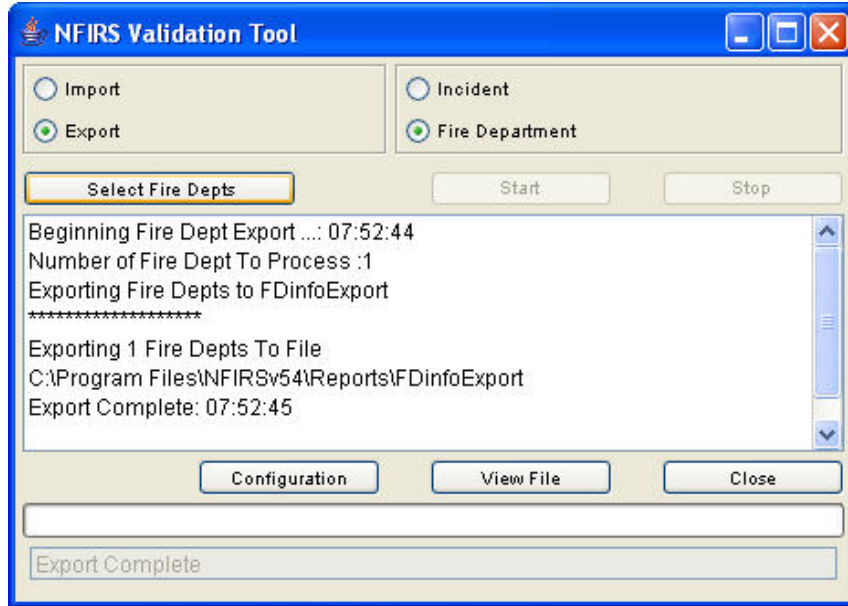 NFIRS Validation Tool
Import
Incident
Export
Fire Department
Select Fire Depts
Start
Stop
Beginning Fire Dept Export ...: 07:52:44
Number of Fire Dept To Process :1
Exporting Fire Depts to FDinfoExport
*******************
Exporting 1 Fire Depts To File
C:\Program Files\NFIRSv54\Reports\FDinfoExport
Export Complete: 07:52:45
Configuration
View File
Close
Export Complete